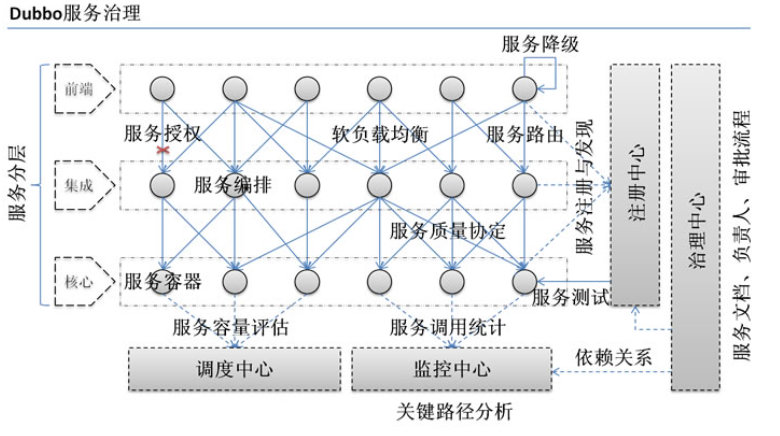 Dubbo服务治理
服务降级
前端
服务授权
软负载均衡
服务路由
服务分层
集成
服务编排
服务注册与发现
注册中心
治理中心
服务文档、负责人、审批流程
服务质量协定
核心
服务容器
服务测试
服务容量评估
服务调用统计
调度中心
监控中心
依赖关系
关键路径分析